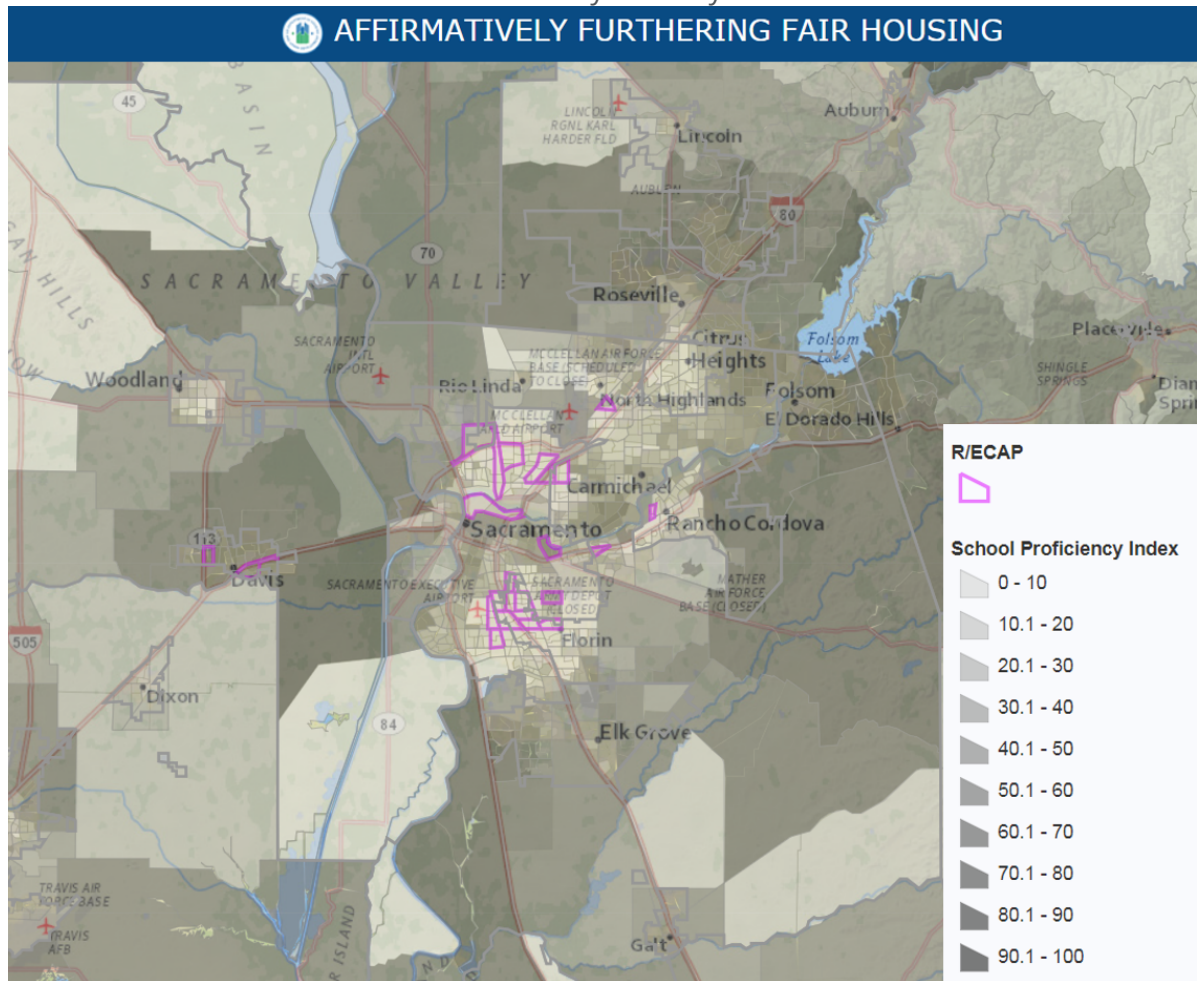 AFFIRMATIVELY FURTHERING FAIR HOUSING
BASIN
45
LINCOLN
RGNL KARL
HARDER FLD
Lincoln
Auburn
AUBURN
80
70
SACRAMENTO VALLEY
HILLS
Roseville
Citrus
Heights
Folsom
Lake
Placerville
SHINGLE
SPRINGS
SACRAMENTO
INTL
AIRPORT
MCCLELLAN AIR FORCE
BASE (SCHEDULED
TO CLOSE)
Woodland
Rio Linda
North Highlands
Folsom
El Dorado Hills
MCCLELLAN
AIRPORT
Carmichael
Sacramento
Rancho Cordova
113
Davis
SACRAMENTO EXECUTIVE
AIRPORT
SACRAMENTO
ARMY DEPOT
(CLOSED)
MATHER
AIR FORCE
BASE (CLOSED)
Florin
505
Dixon
84
Elk Grove
TRAVIS AIR
FORCE BASE
TRAVIS
AFB
ISLAND
Galt
R/ECAP
School Proficiency Index
0 - 10
10.1 - 20
20.1 - 30
30.1 - 40
40.1 - 50
50.1 - 60
60.1 - 70
70.1 - 80
80.1 - 90
90.1 - 100